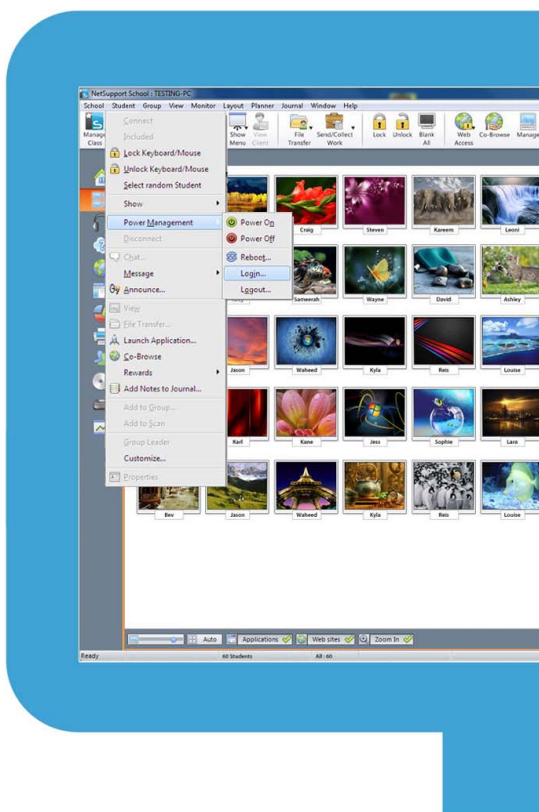 NetSupport School : TESTING-PC
School Student Group View Monitor Layout Planner Journal Window Help
Manage Class
Show Menu
View Client
File Transfer
Send/Collect Work
Lock
Unlock
Blank All
Web Access
Co-Browse
Manage
Connect
Included
Lock Keyboard/Mouse
Unlock Keyboard/Mouse
Select random Student
Show
Power Management
Disconnect
Chat...
Message
Announce...
View
File Transfer...
Launch Application...
Co-Browse
Rewards
Add Notes to Journal...
Add to Group...
Add to Scan
Group Leader
Customize...
Properties
Power On
Power Off
Reboot...
Login...
Logout...
Craig Steven Kareem Leoni
Sameerah Wayne David Ashley
Jason Waheed Kyla Reis Louise
Karl Kane Jess Sophie Lara
Bev Jason Waheed Kyla Reis Louise
Auto Applications Web sites Zoom In
Ready 60 Students All : 60